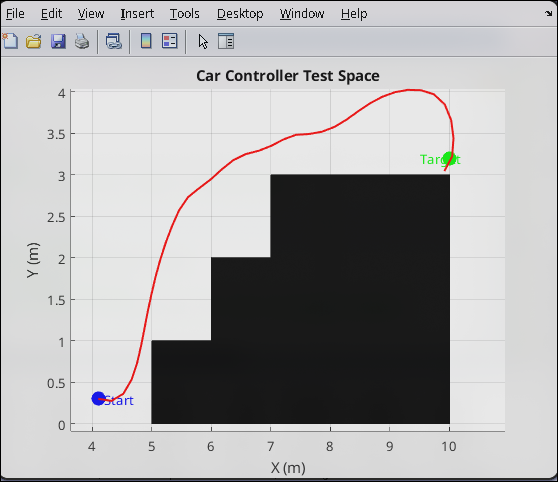 File Edit View Insert Tools Desktop Window Help
Car Controller Test Space
4
3.5
3
2.5
2
1.5
1
0.5
0
Y (m)
Target
Start
4 5 6 7 8 9 10
X (m)